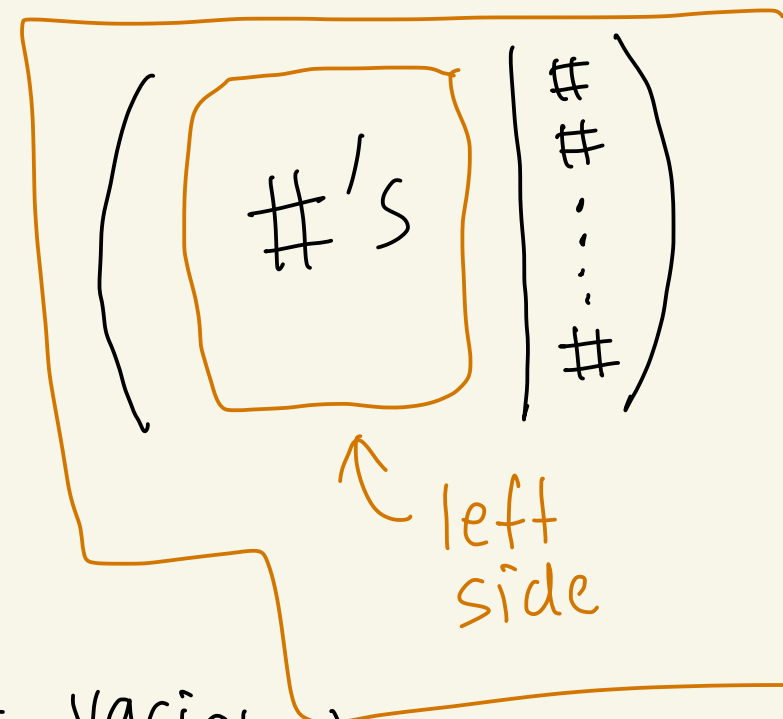 ( #'s | #
#
.
.
.
.
# )
left
side